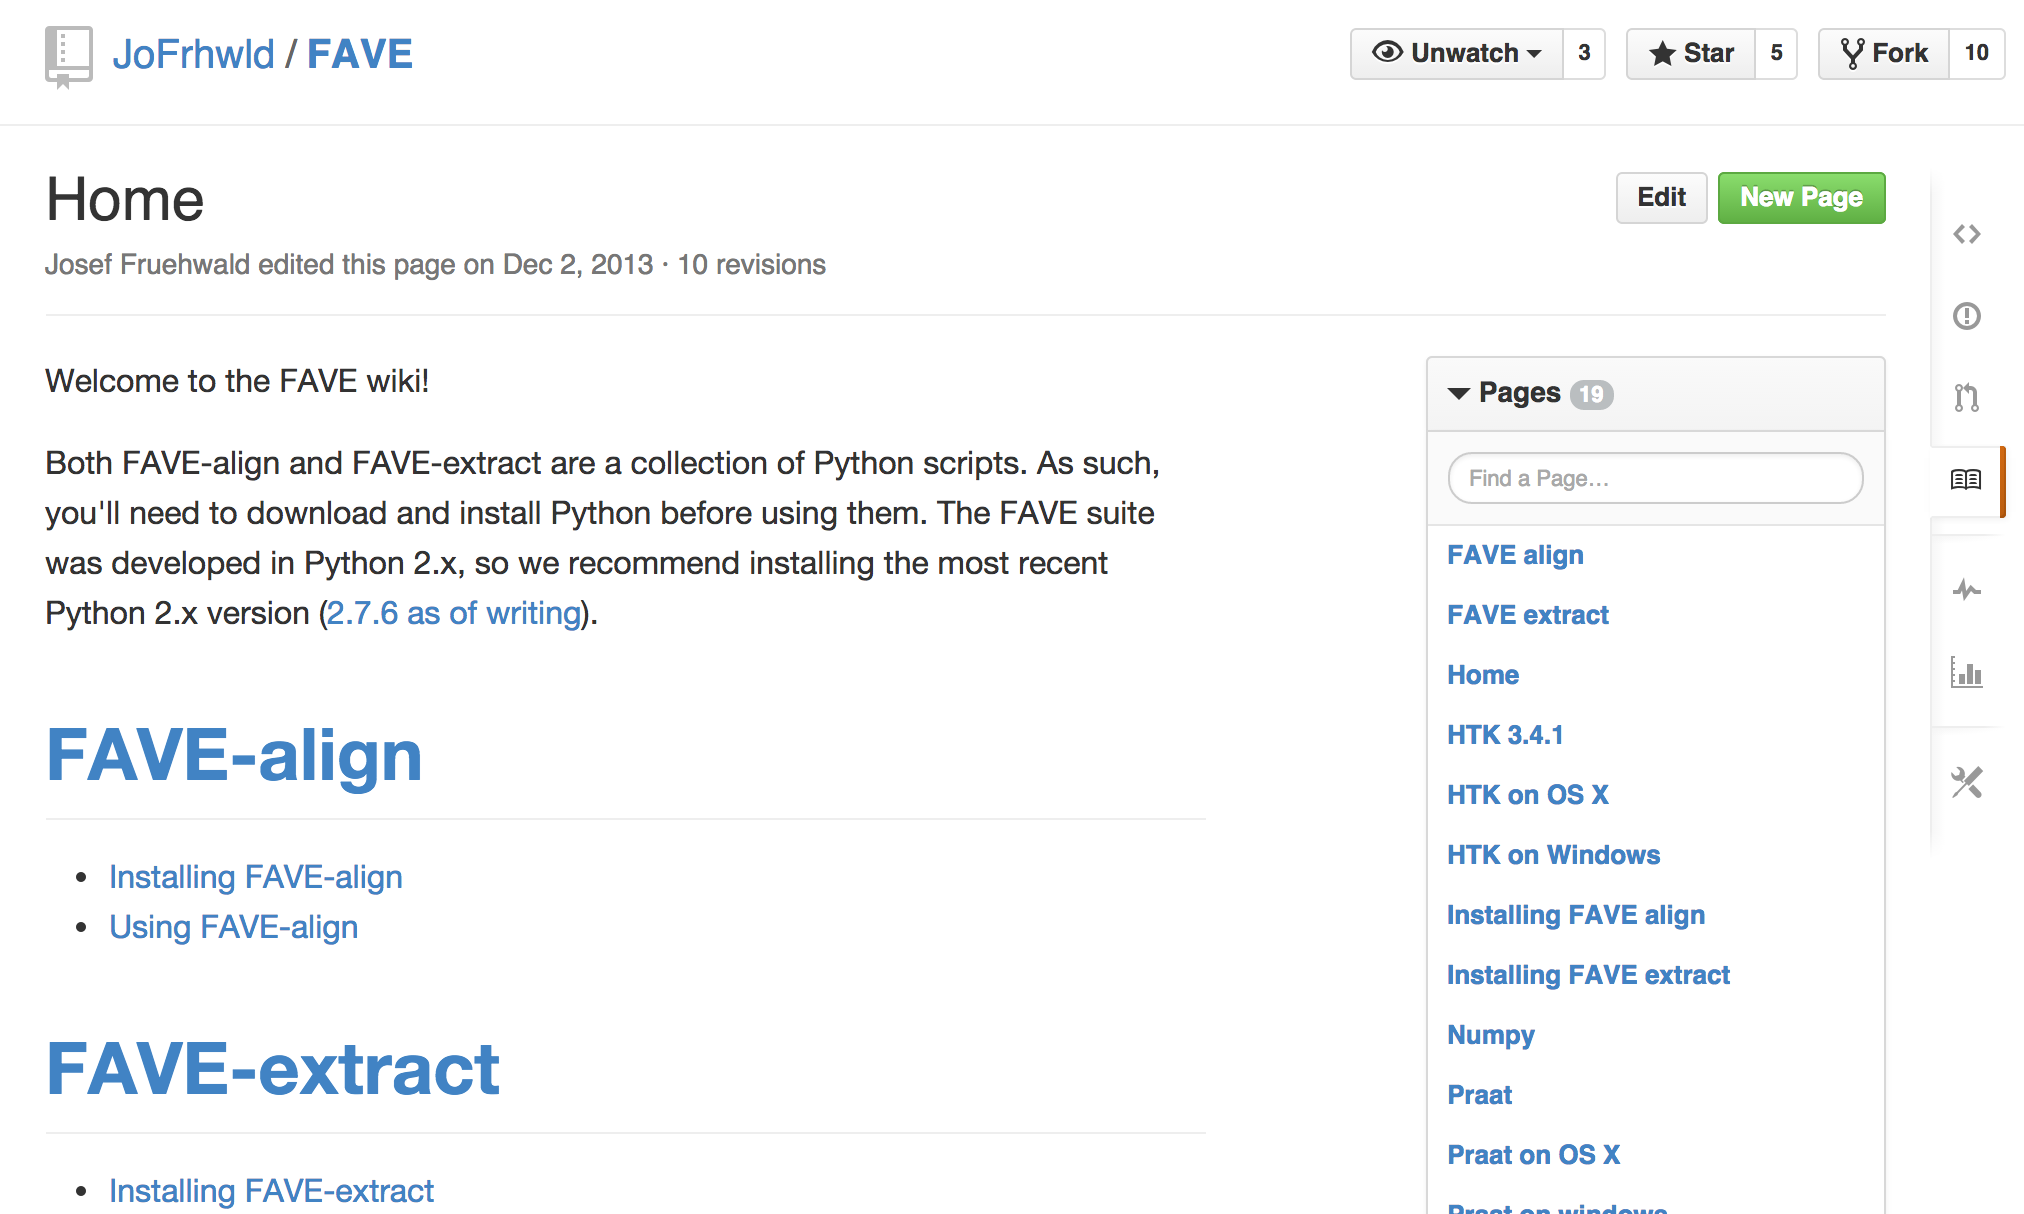 JoFrhwld / FAVE
Unwatch 3
Star 5
Fork 10
Home
Edit
New Page
Josef Fruehwald edited this page on Dec 2, 2013 · 10 revisions
Welcome to the FAVE wiki!
Both FAVE-align and FAVE-extract are a collection of Python scripts. As such,
you'll need to download and install Python before using them. The FAVE suite
was developed in Python 2.x, so we recommend installing the most recent
Python 2.x version (2.7.6 as of writing).
FAVE-align
• Installing FAVE-align
• Using FAVE-align
FAVE-extract
• Installing FAVE-extract
Pages 19
Find a Page...
FAVE align
FAVE extract
Home
HTK 3.4.1
HTK on OS X
HTK on Windows
Installing FAVE align
Installing FAVE extract
Numpy
Praat
Praat on OS X
Praat on windows